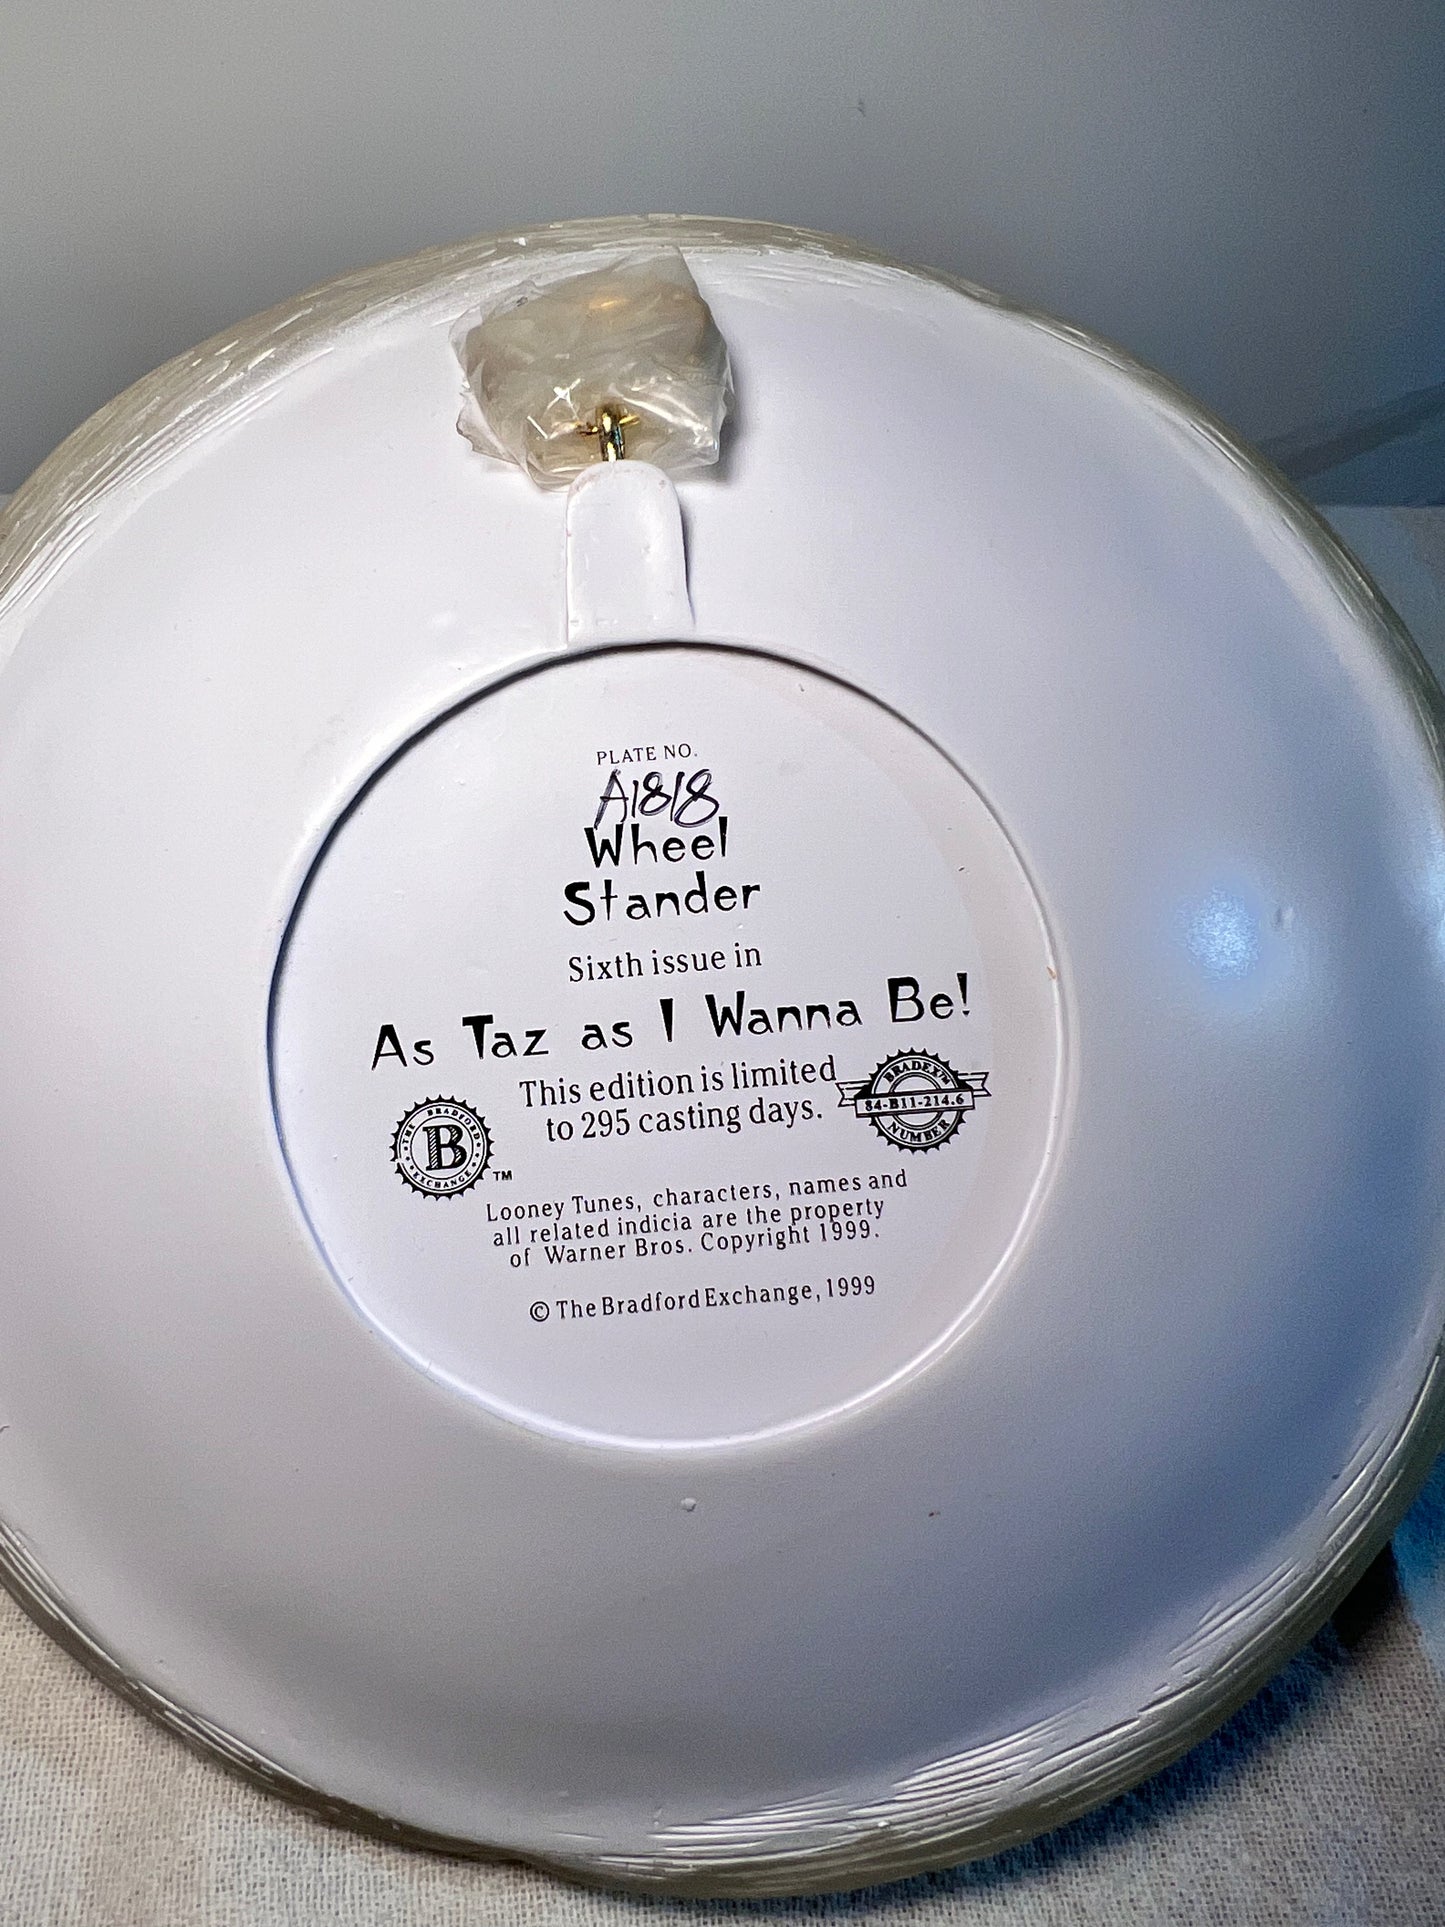 PLATE NO.
A1818
Wheel
Stander
Sixth issue in
As Taz as I Wanna Be!
This edition is limited
to 295 casting days.
THE BRADFORD EXCHANGE
B
TM
BRADEX™
84-B11-214.6
NUMBER
Looney Tunes, characters, names and
all related indicia are the property
of Warner Bros. Copyright 1999.
© The Bradford Exchange, 1999